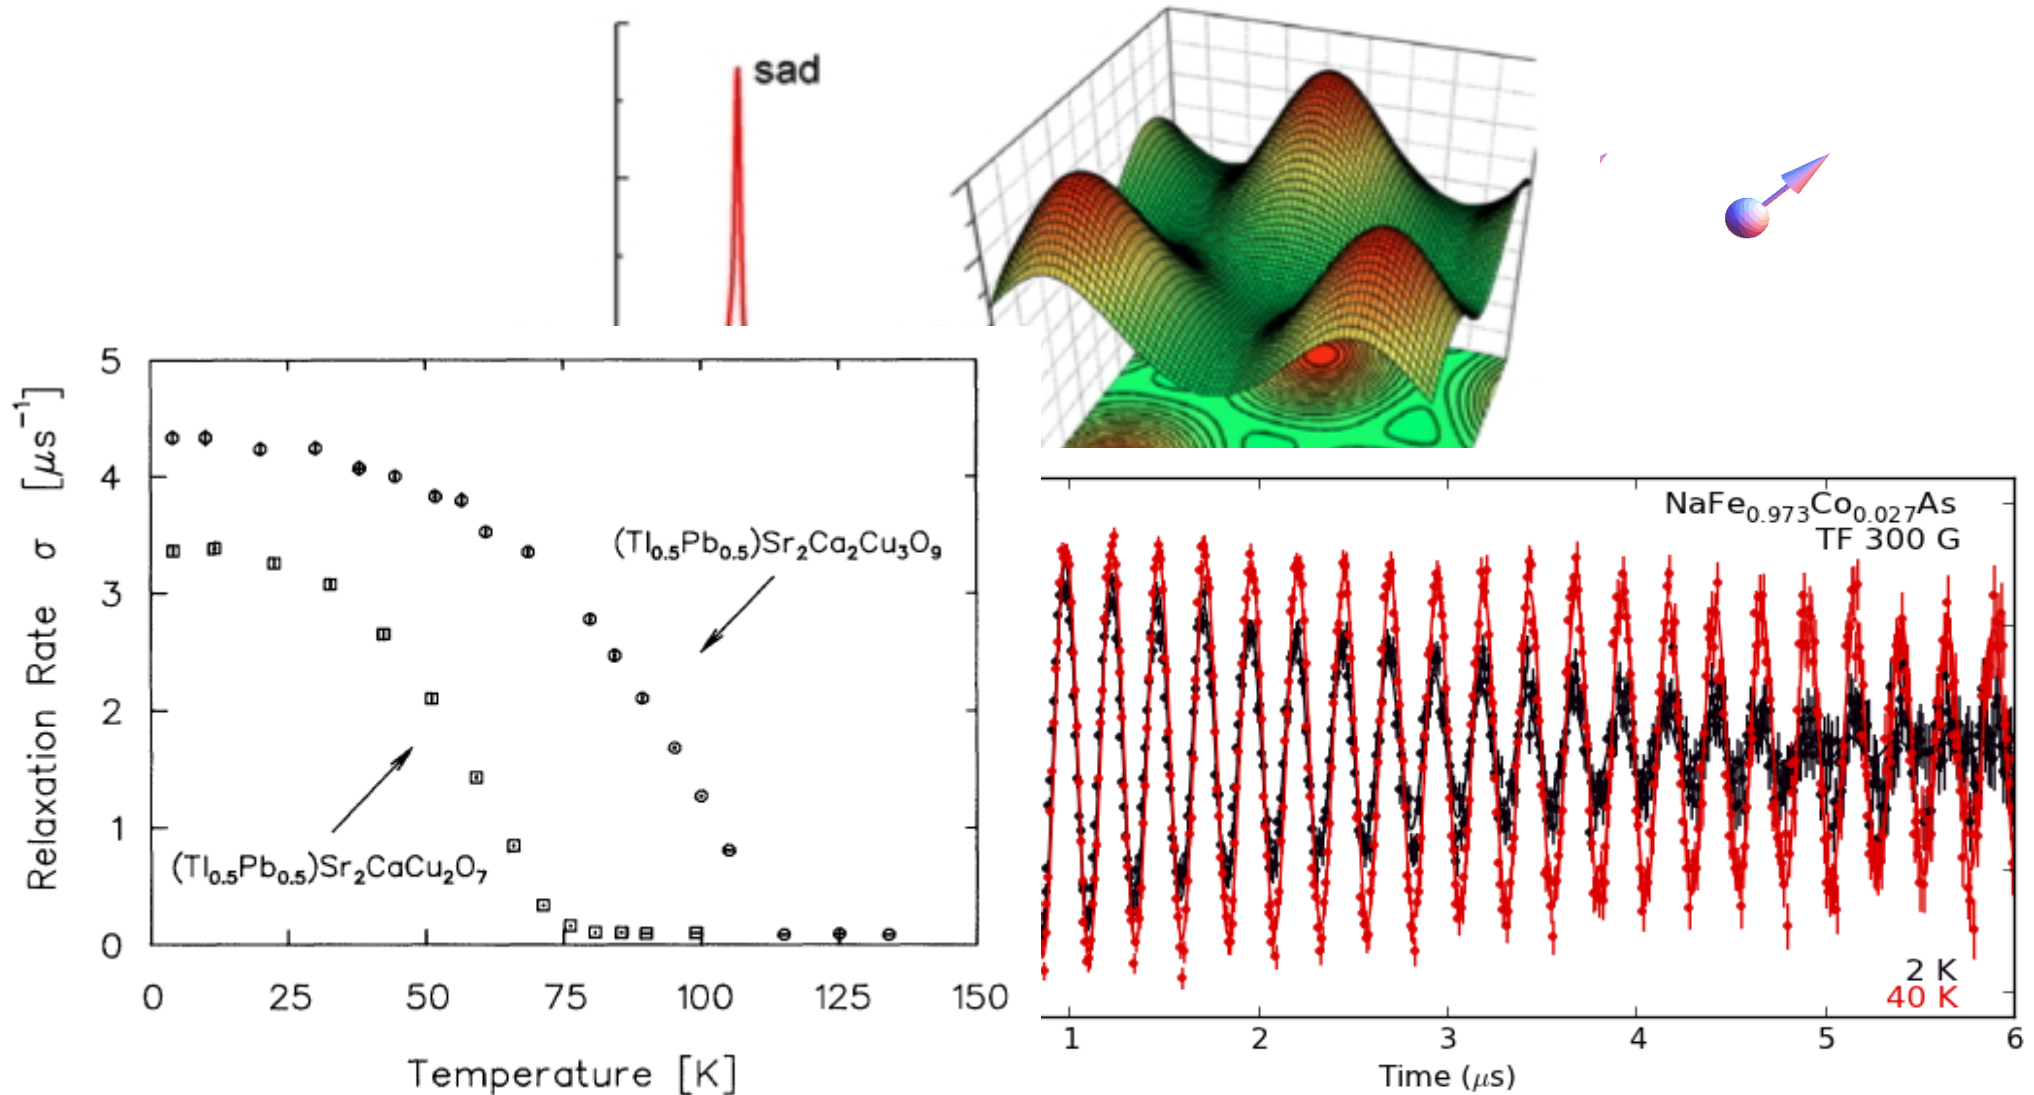 sad
5
4
3
2
1
0
Relaxation Rate σ [μs⁻¹]
(Tl₀.₅Pb₀.₅)Sr₂Ca₂Cu₃O₉
(Tl₀.₅Pb₀.₅)Sr₂CaCu₂O₇
0 25 50 75 100 125 150
Temperature [K]
NaFe₀.₉₇₃Co₀.₀₂₇As
TF 300 G
2 K
40 K
1 2 3 4 5 6
Time (μs)